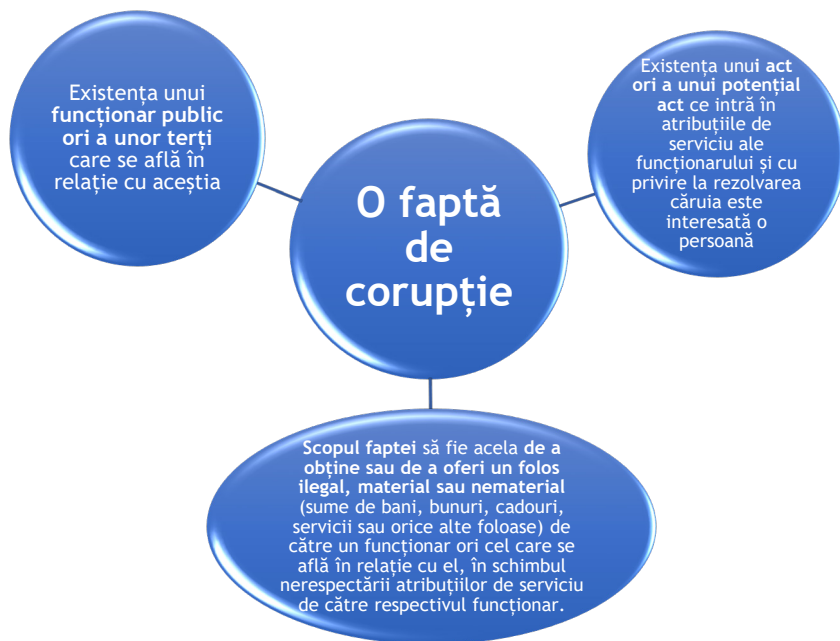 Existența unui
funcționar public
ori a unor terți
care se află în
relație cu aceștia
O faptă
de
corupție
Existența unui act
ori a unui potențial
act ce intră în
atribuțiile de
serviciu ale
funcționarului și cu
privire la rezolvarea
căruia este
interesată o
persoană
Scopul faptei să fie acela de a
obține sau de a oferi un folos
ilegal, material sau nematerial
(sume de bani, bunuri, cadouri,
servicii sau orice alte foloase) de
către un funcționar ori cel care se
află în relație cu el, în schimbul
nerespectării atribuțiilor de serviciu
de către respectivul funcționar.